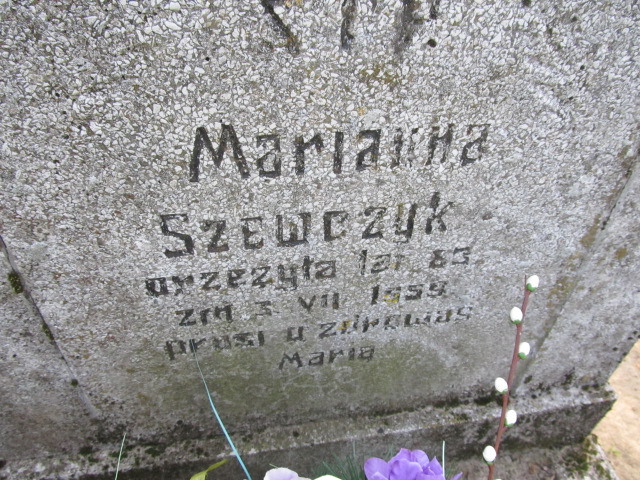 Marianna
Szewczyk
przeżyła lat 83.
zm 3. VII 1959
prosi o zdrowaś
Maria